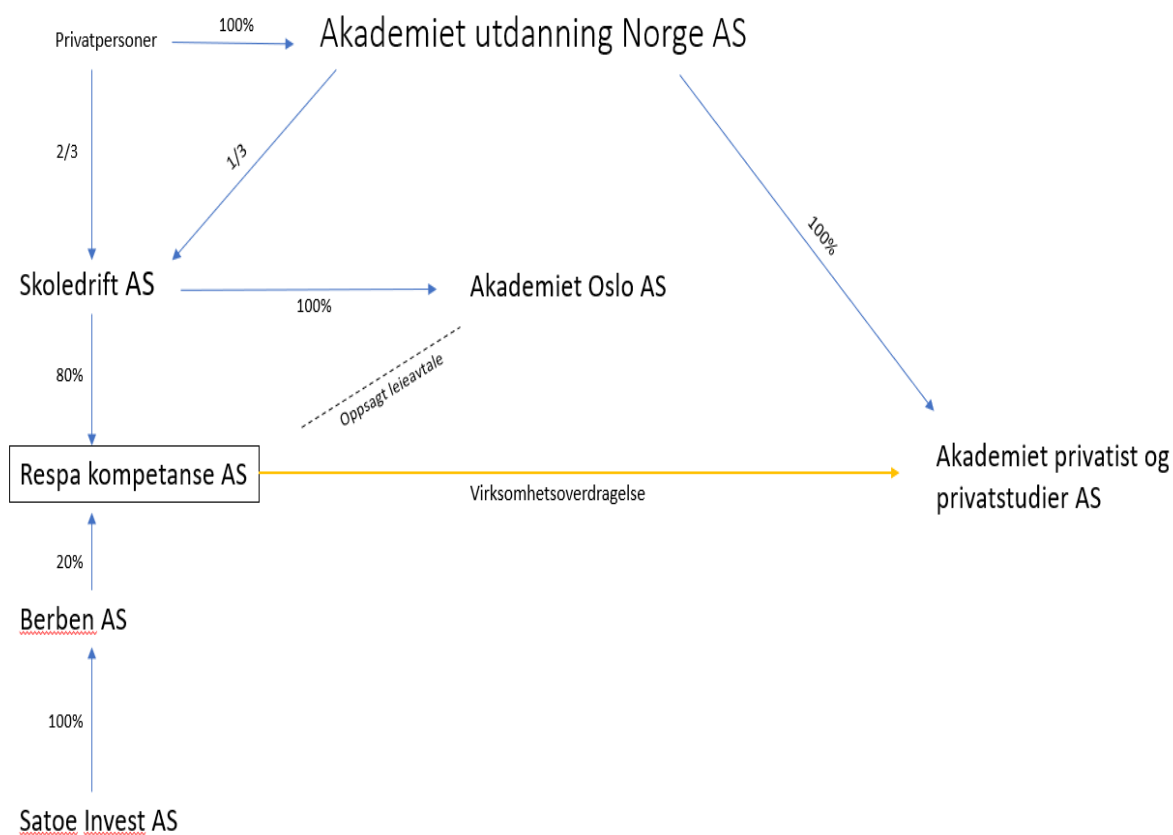 100%
Privatpersoner
Akademiet utdanning Norge AS
2/3
1/3
100%
Skoledrift AS
100%
Akademiet Oslo AS
80%
Oppsagt leieavtale
Respa kompetanse AS
Virksomhetsoverdragelse
Akademiet privatist og
privatstudier AS
20%
Berben AS
100%
Satoe Invest AS